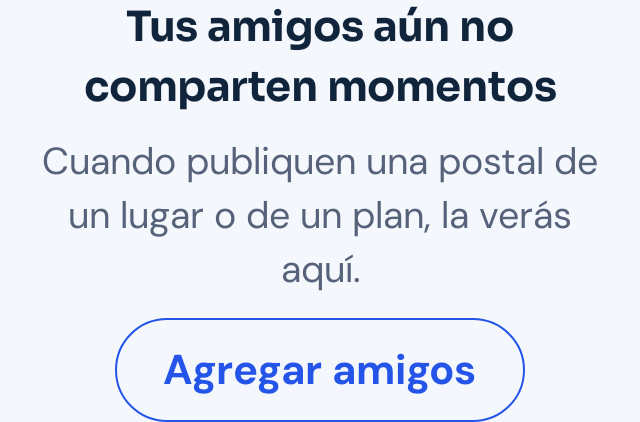 Tus amigos aún no
comparten momentos
Cuando publiquen una postal de
un lugar o de un plan, la verás
aquí.
Agregar amigos